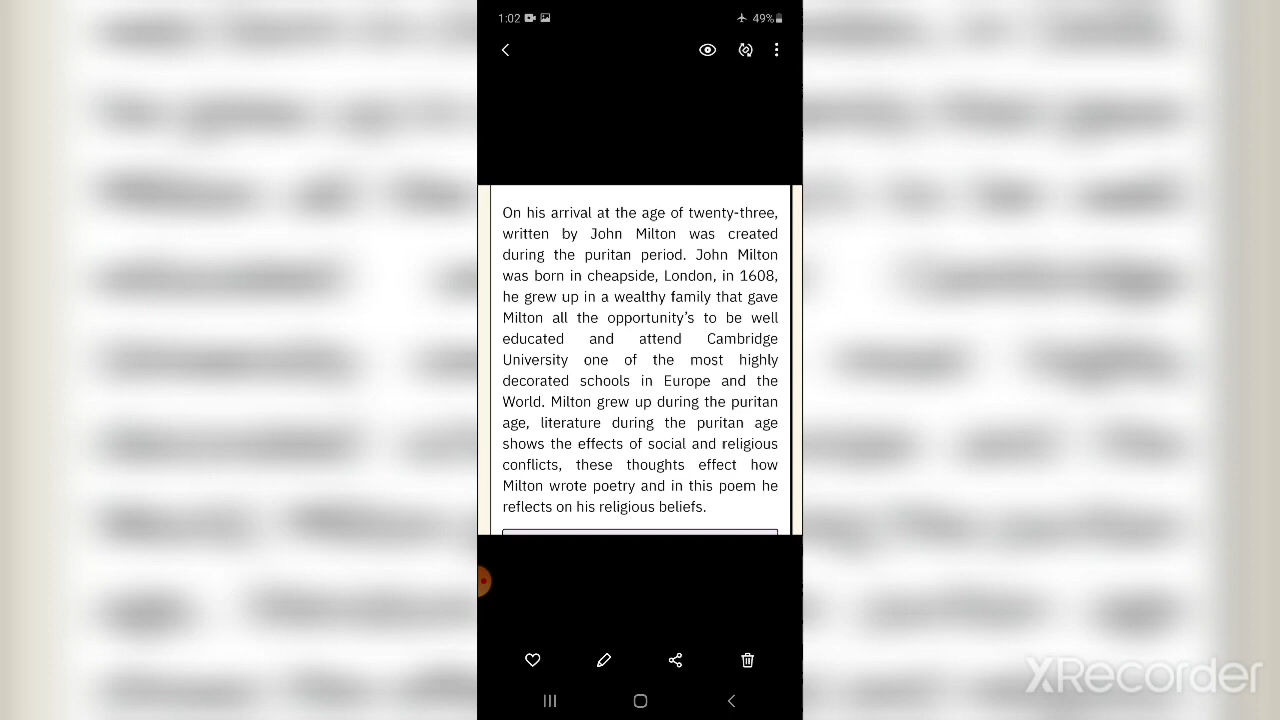 1:02
49%
On his arrival at the age of twenty-three,
written by John Milton was created
during the puritan period. John Milton
was born in cheapside, London, in 1608,
he grew up in a wealthy family that gave
Milton all the opportunity's to be well
educated and attend Cambridge
University one of the most highly
decorated schools in Europe and the
World. Milton grew up during the puritan
age, literature during the puritan age
shows the effects of social and religious
conflicts, these thoughts effect how
Milton wrote poetry and in this poem he
reflects on his religious beliefs.
XRecorder